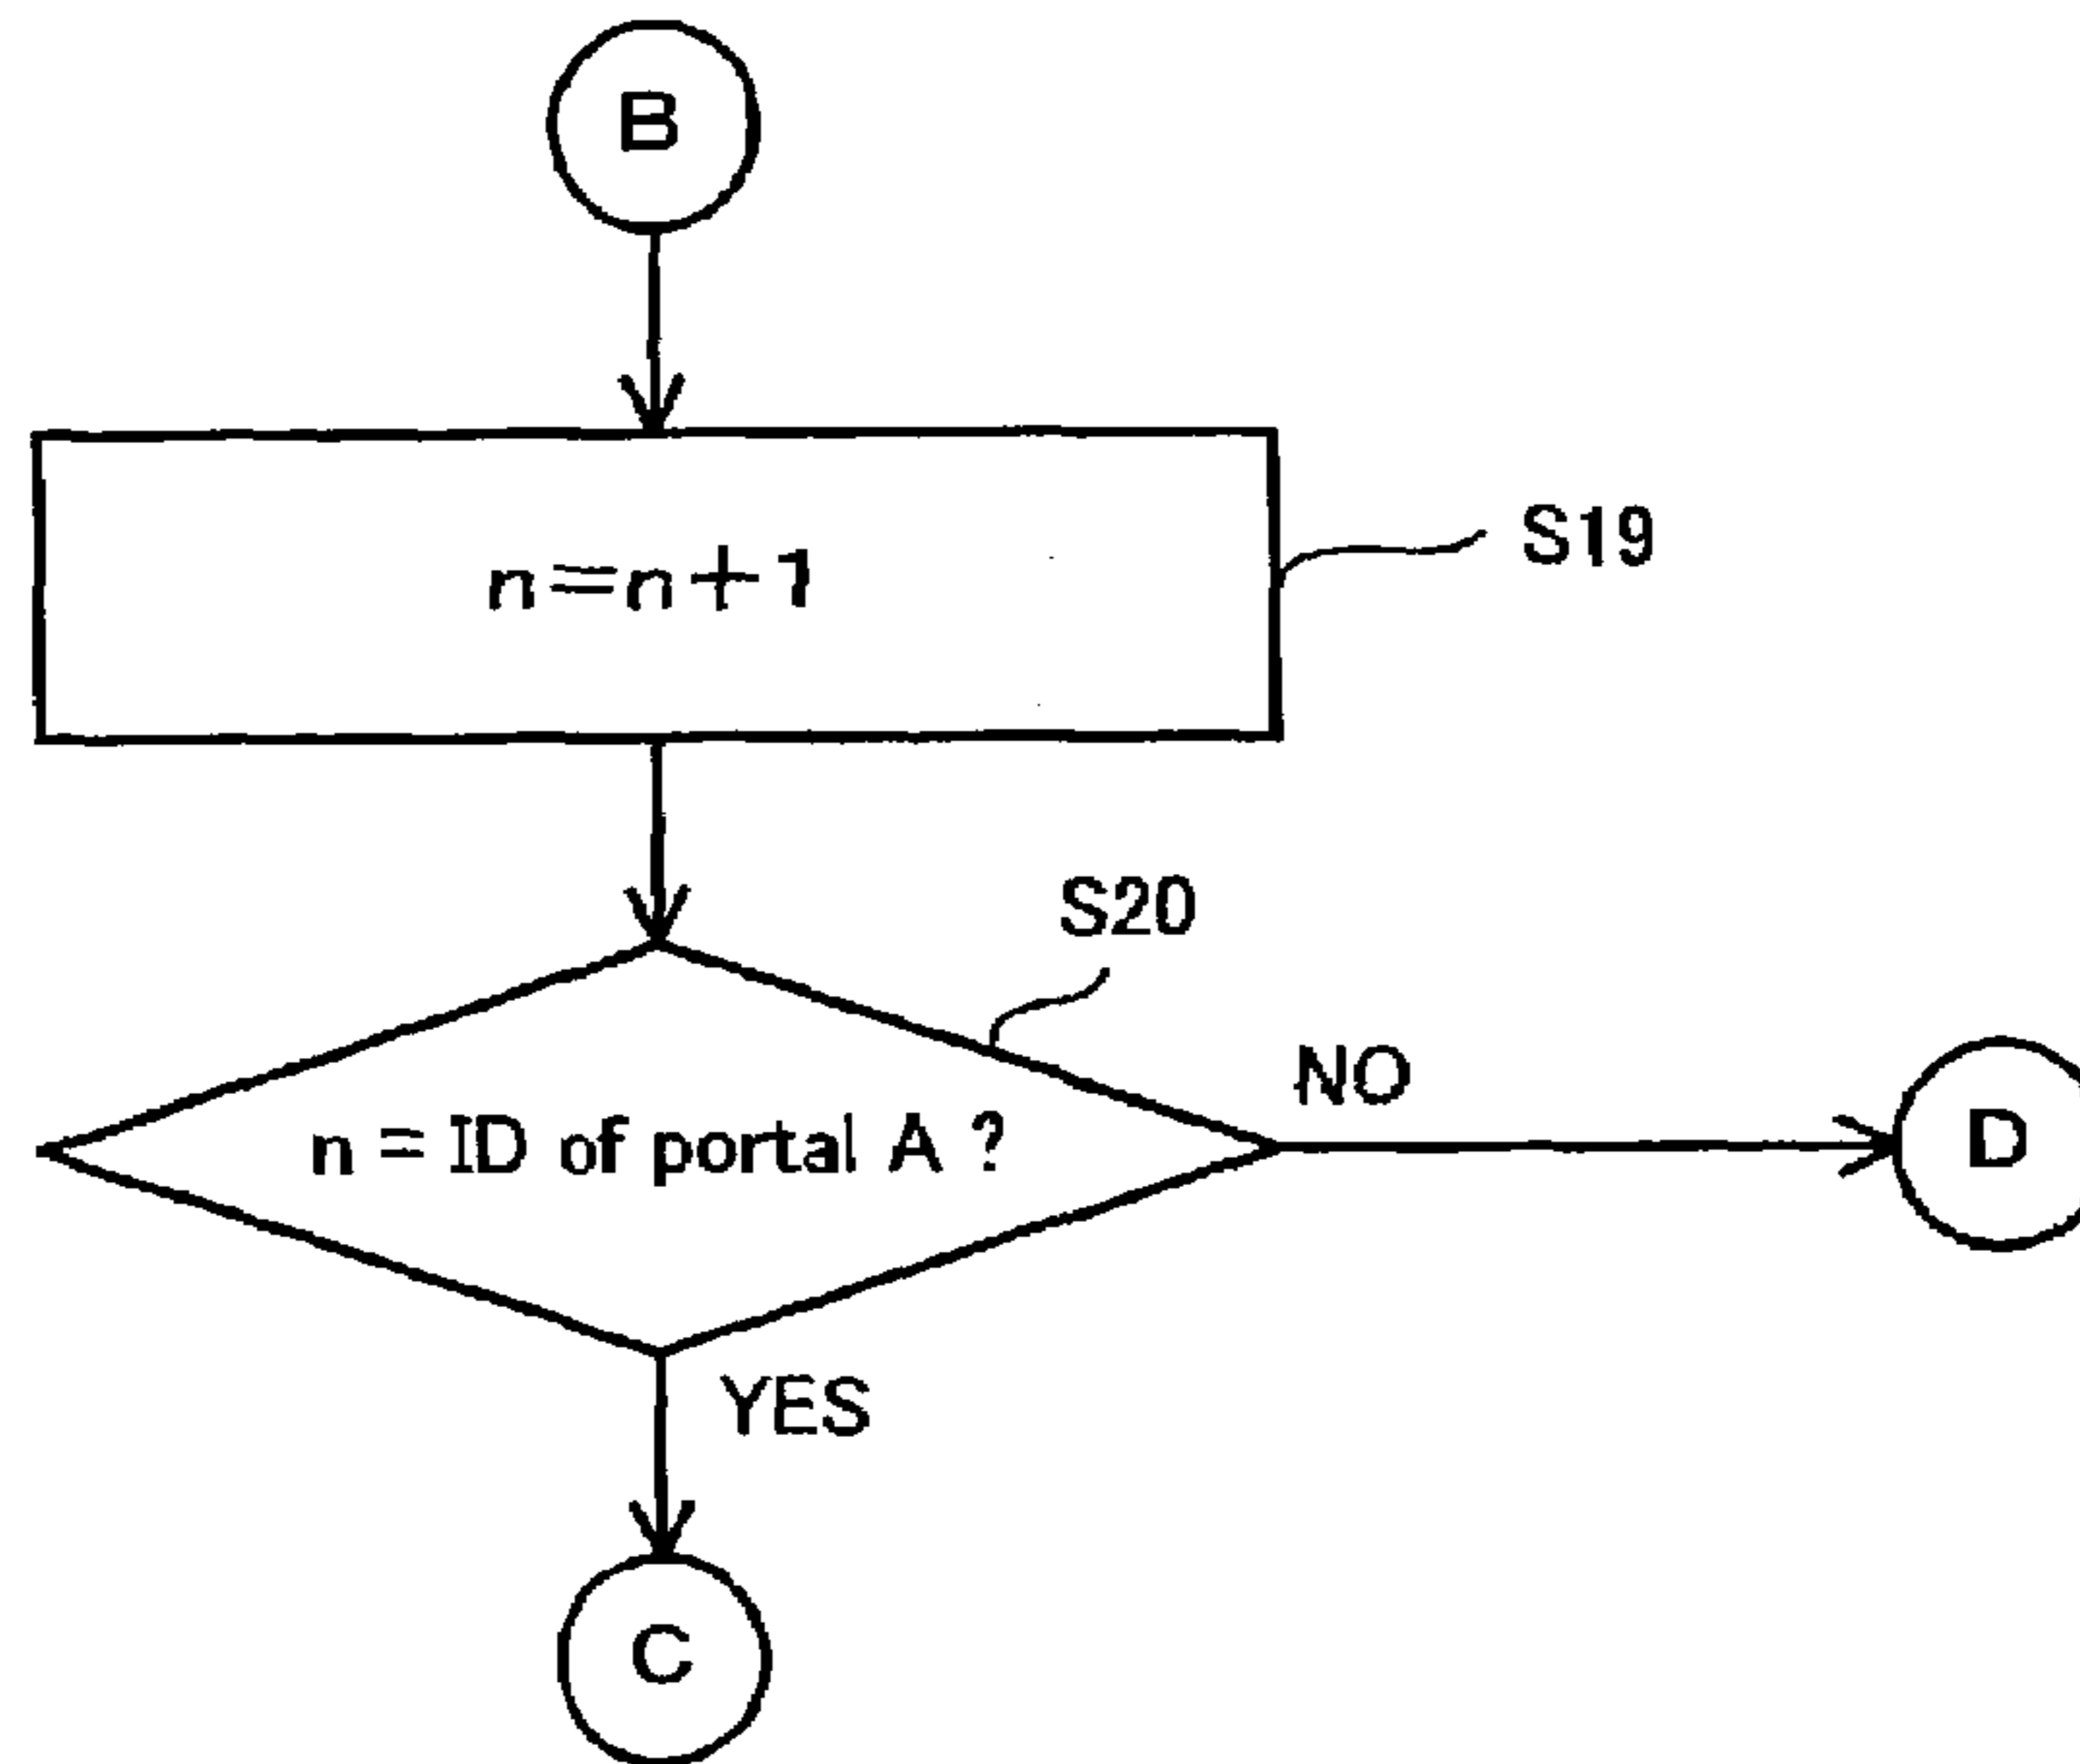 B
n=n+1
S19
S20
n = ID of portal A ?
NO
D
YES
C